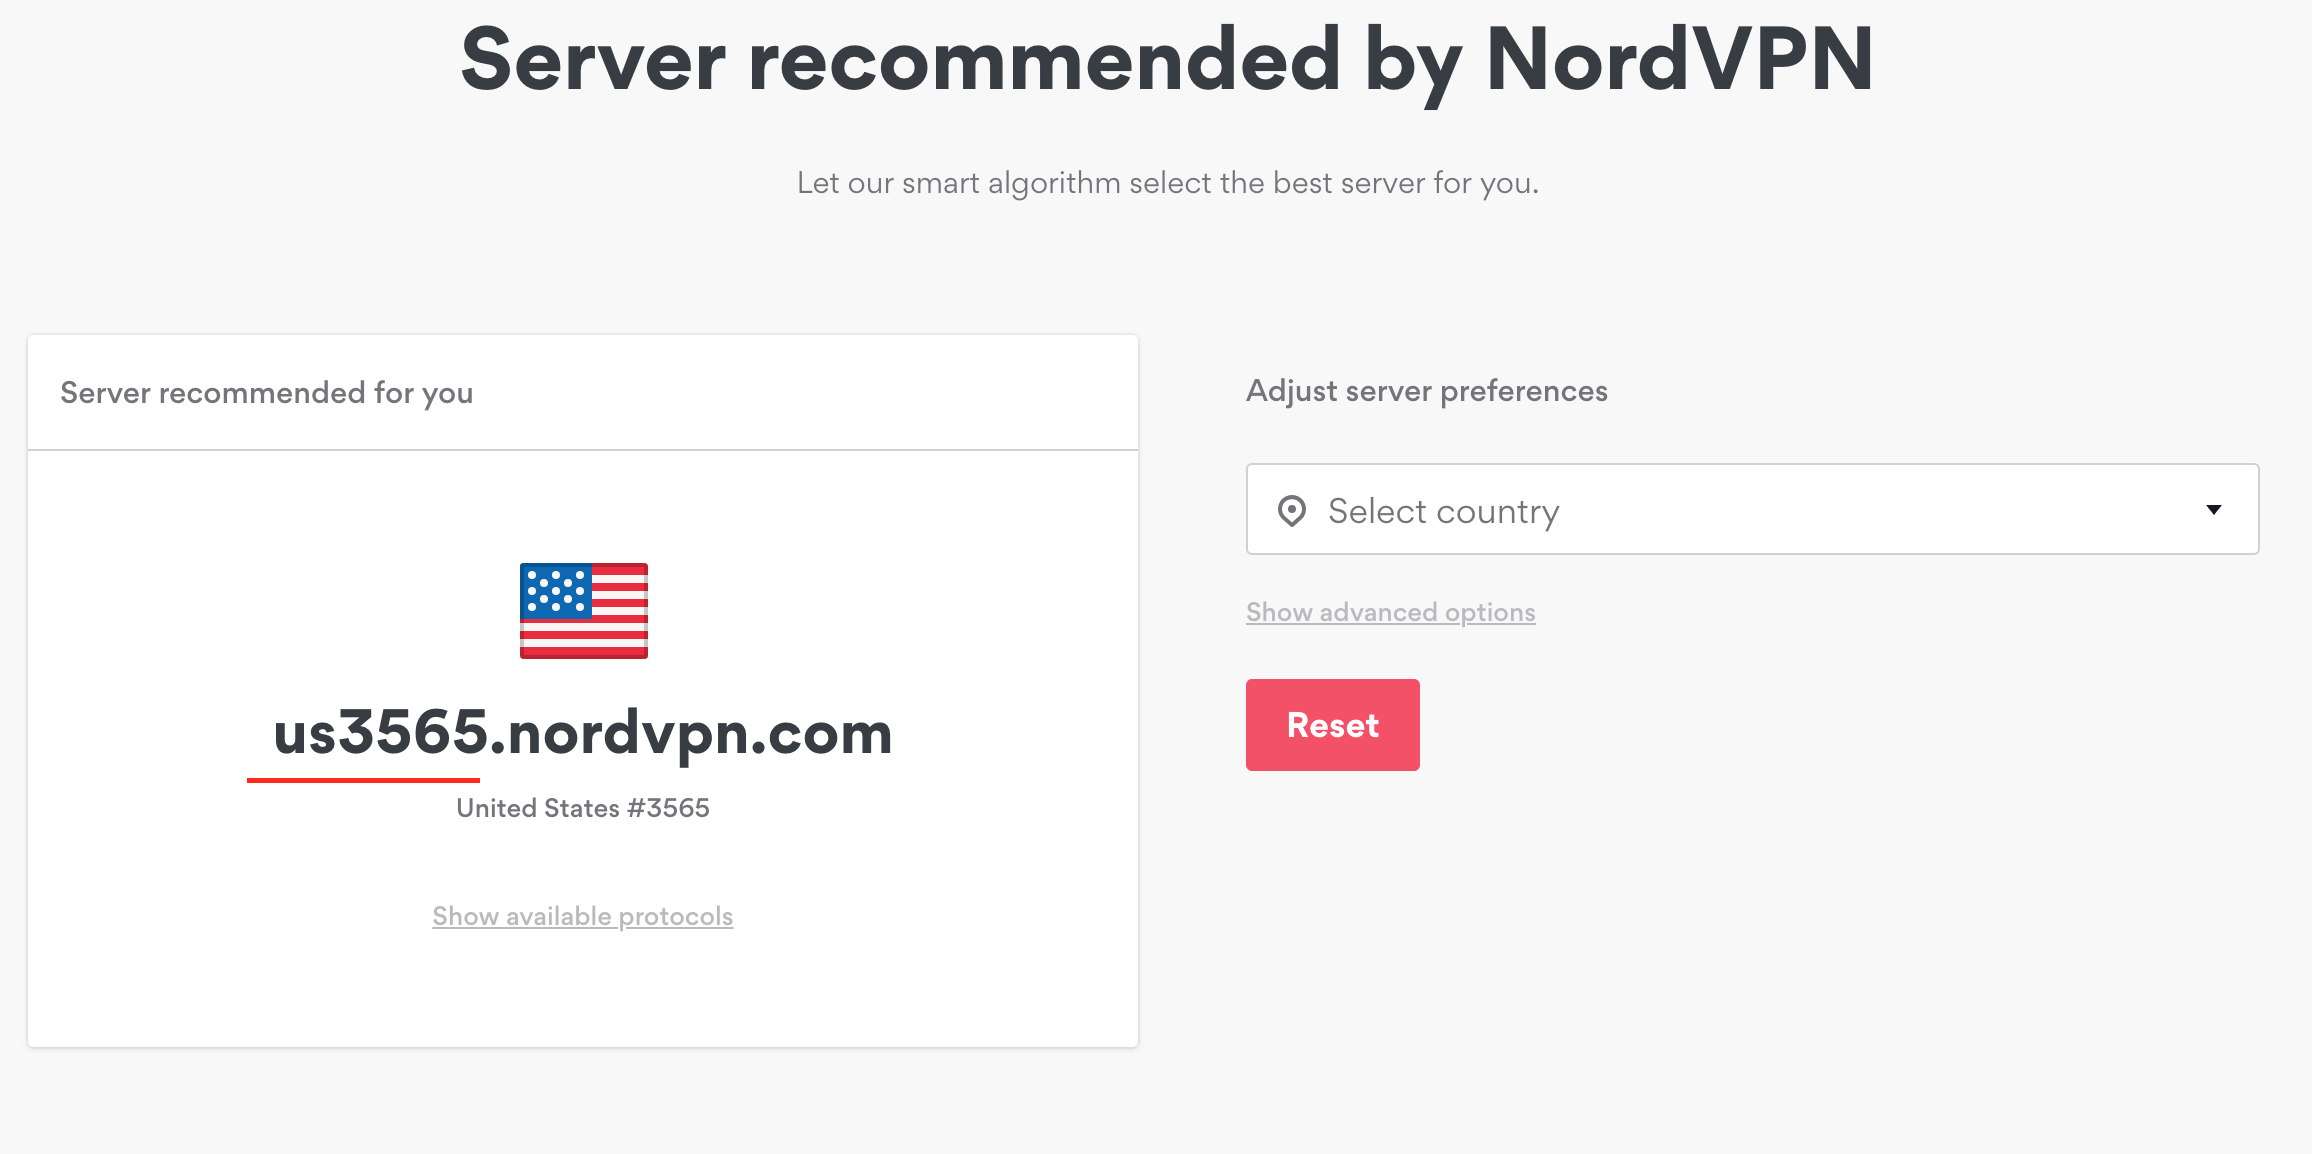 Server recommended by NordVPN
Let our smart algorithm select the best server for you.
Server recommended for you
us3565.nordvpn.com
United States #3565
Show available protocols
Adjust server preferences
Select country
Show advanced options
Reset